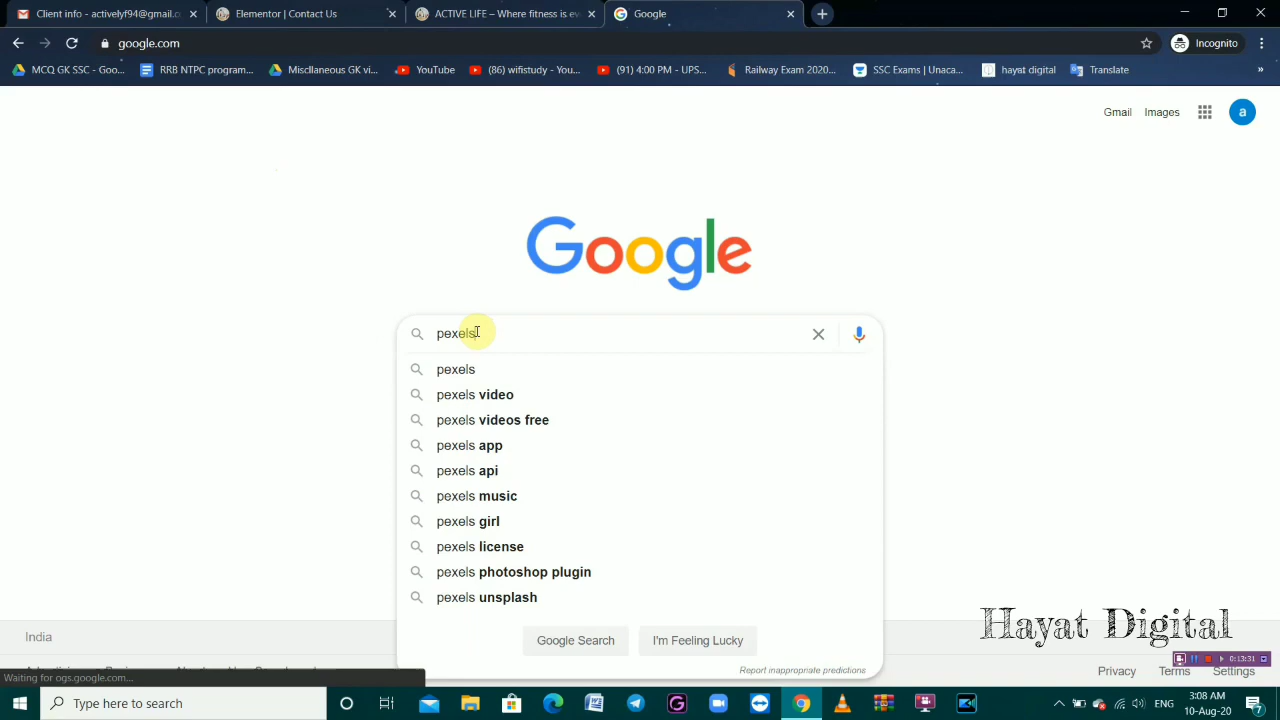 Client info - activelyf94@gmail.c
Elementor | Contact Us
ACTIVE LIFE – Where fitness is ev
Google
google.com
Incognito
MCQ GK SSC - Goo...
RRB NTPC program...
Miscllaneous GK vi...
YouTube
(86) wifistudy - You...
(91) 4:00 PM - UPS...
Railway Exam 2020...
SSC Exams | Unaca...
hayat digital
Translate
»
Gmail
Images
a
Google
pexels
pexels
pexels video
pexels videos free
pexels app
pexels api
pexels music
pexels girl
pexels license
pexels photoshop plugin
pexels unsplash
Google Search
I'm Feeling Lucky
Report inappropriate predictions
India
Hayat Digital
0:13:31
Privacy
Terms
Settings
Waiting for ogs.google.com...
Type here to search
ENG
3:08 AM
10-Aug-20
7